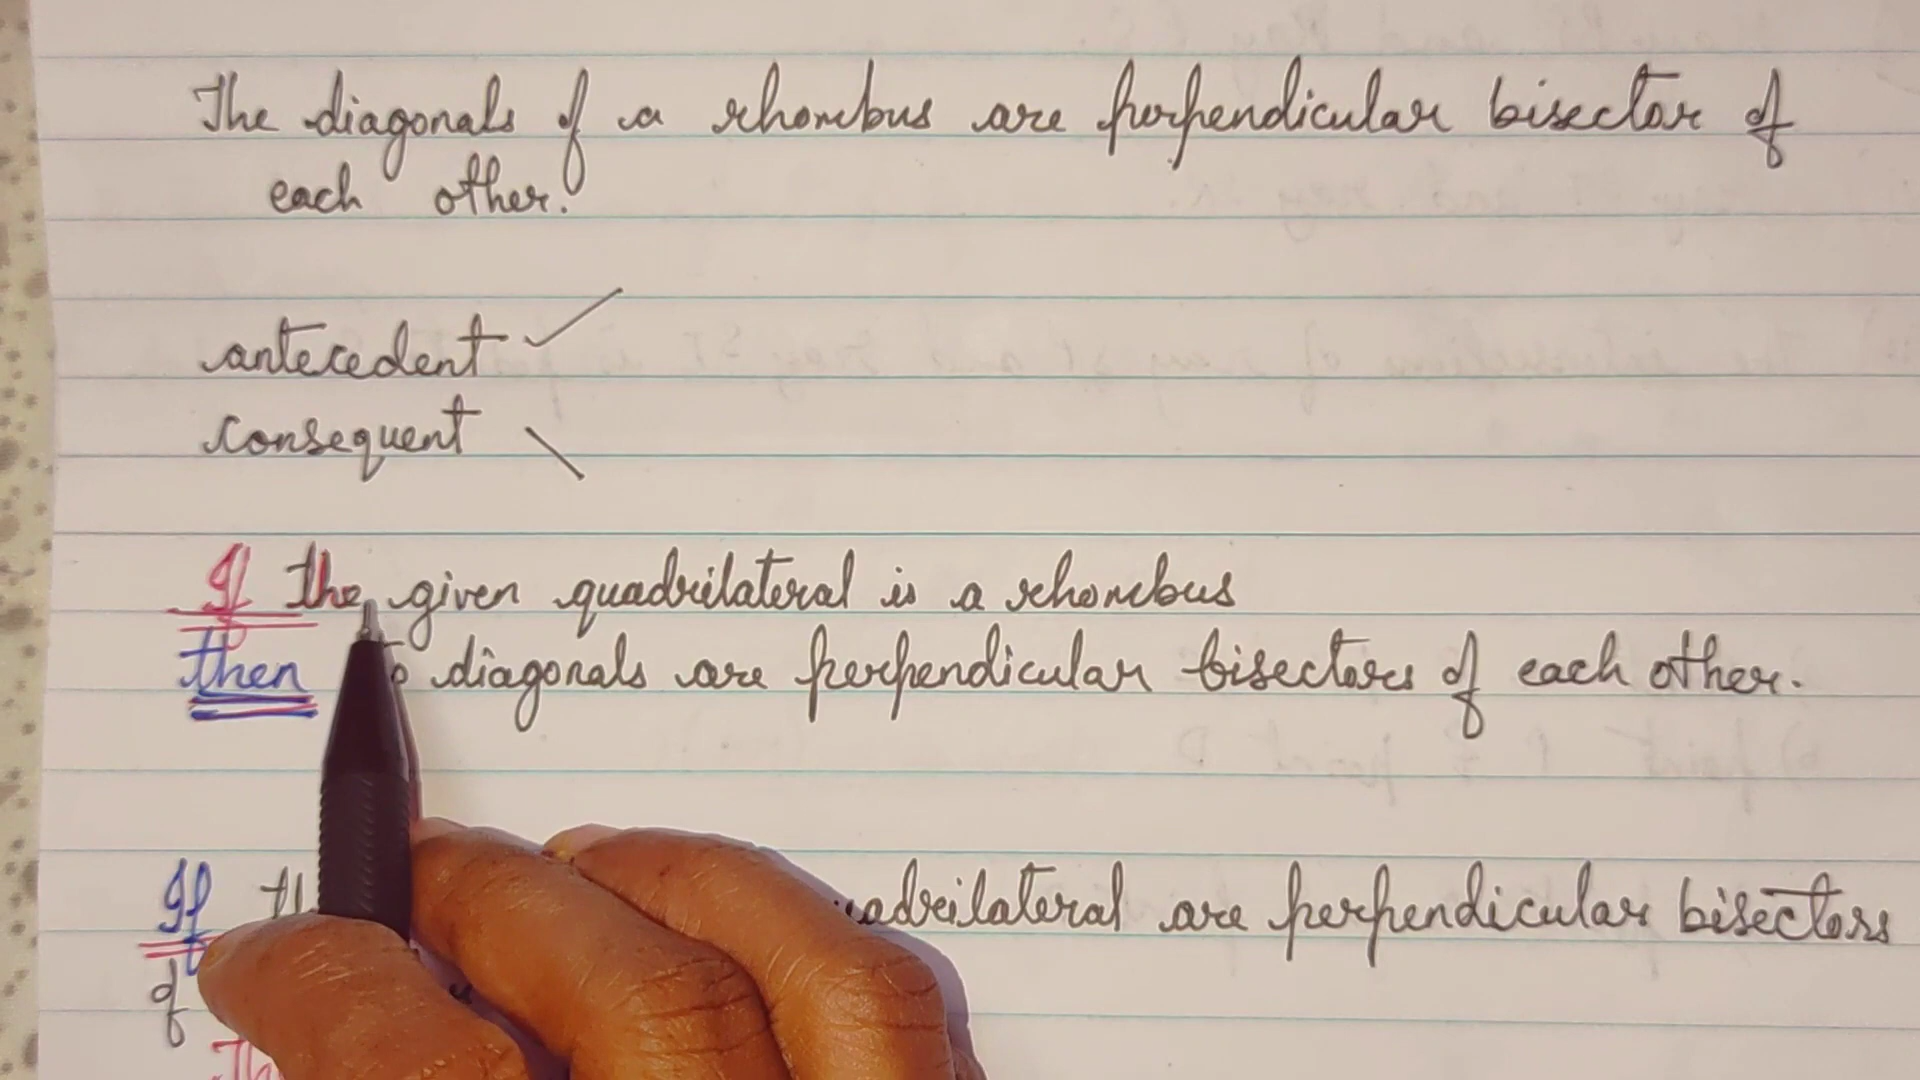 The diagonals of a rhombus are perpendicular bisector of
each other.
antecedent
consequent
If the given quadrilateral is a rhombus
then diagonals are perpendicular bisectors of each other.
If are perpendicular bisectors
of